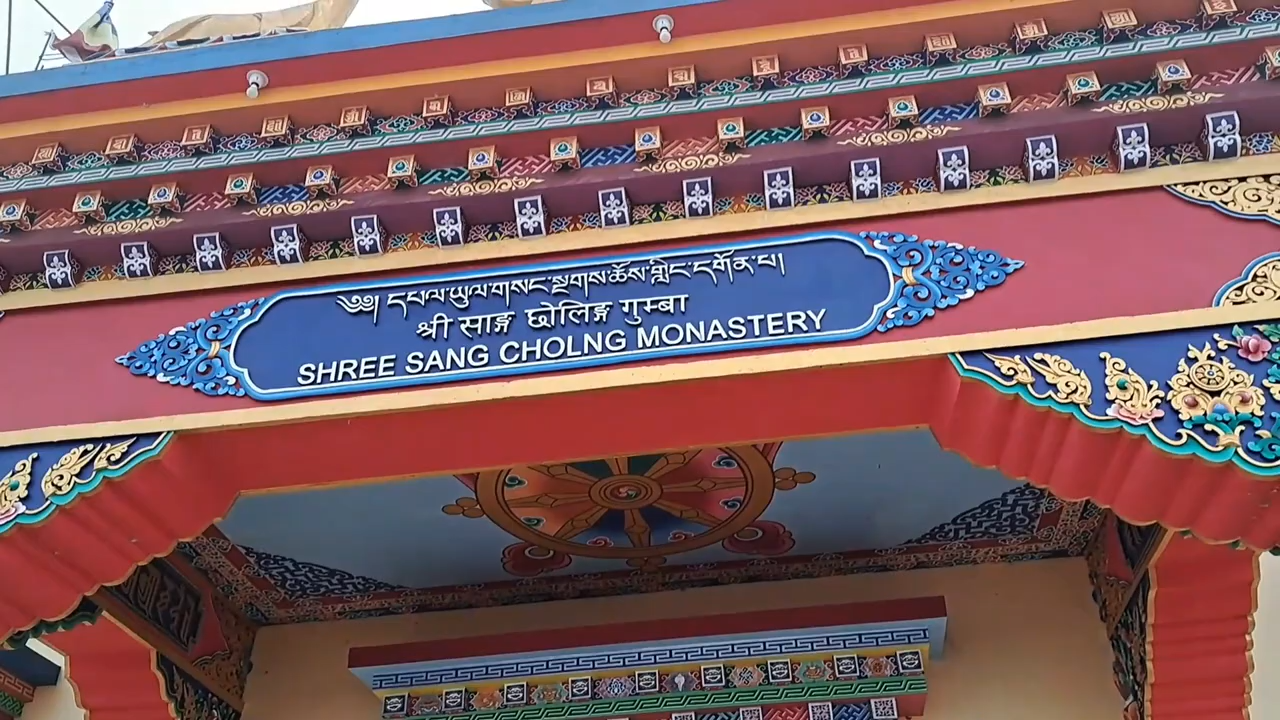 ༄༅། དཔལ་ཡུལ་གསང་སྔགས་ཆོས་གླིང་དགོན་པ།
श्री साङ्ग छोलिङ्ग गुम्बा
SHREE SANG CHOLNG MONASTERY